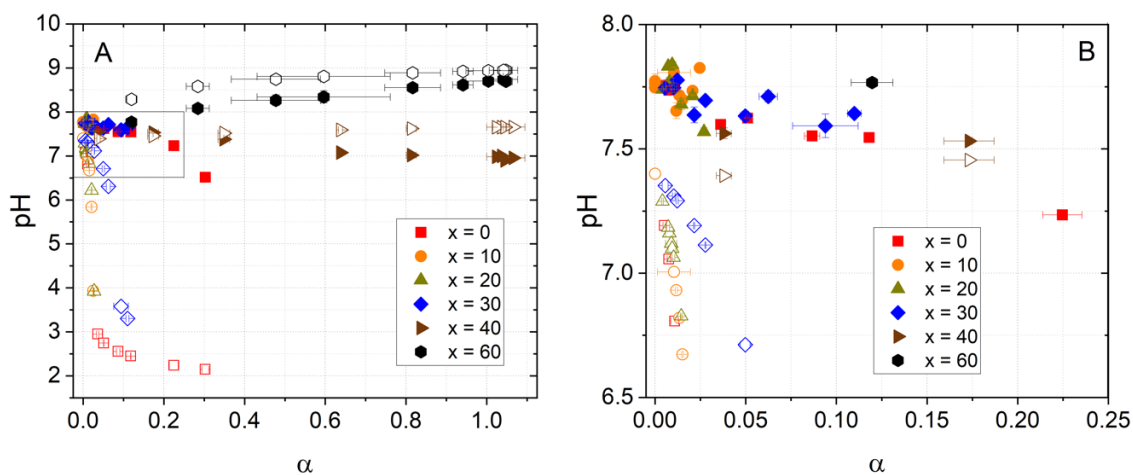 A
10
9
8
7
6
5
4
3
2
pH
0.0 0.2 0.4 0.6 0.8 1.0
α
x = 0
x = 10
x = 20
x = 30
x = 40
x = 60
B
8.0
7.5
7.0
6.5
pH
0.00 0.05 0.10 0.15 0.20 0.25
α
x = 0
x = 10
x = 20
x = 30
x = 40
x = 60